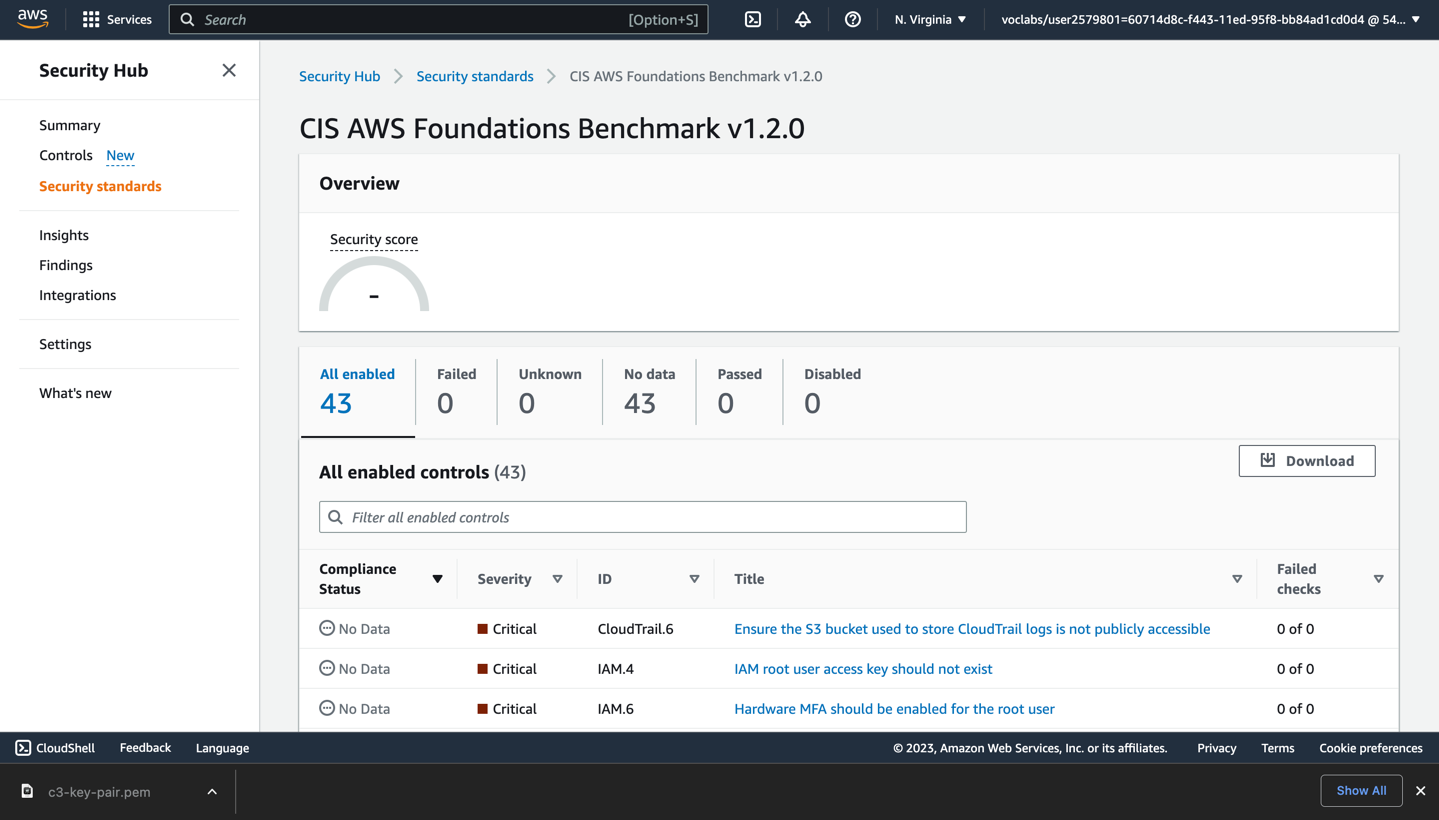 aws
Services
Search
[Option+S]
N. Virginia
voclabs/user2579801=60714d8c-f443-11ed-95f8-bb84ad1cd0d4 @ 54...
Security Hub
Summary
Controls New
Security standards
Insights
Findings
Integrations
Settings
What's new
Security Hub > Security standards > CIS AWS Foundations Benchmark v1.2.0
CIS AWS Foundations Benchmark v1.2.0
Overview
Security score
-
All enabled Failed Unknown No data Passed Disabled
43 0 0 43 0 0
All enabled controls (43)
Download
Filter all enabled controls
Compliance Status Severity ID Title Failed checks
No Data Critical CloudTrail.6 Ensure the S3 bucket used to store CloudTrail logs is not publicly accessible 0 of 0
No Data Critical IAM.4 IAM root user access key should not exist 0 of 0
No Data Critical IAM.6 Hardware MFA should be enabled for the root user 0 of 0
CloudShell Feedback Language © 2023, Amazon Web Services, Inc. or its affiliates. Privacy Terms Cookie preferences
c3-key-pair.pem
Show All